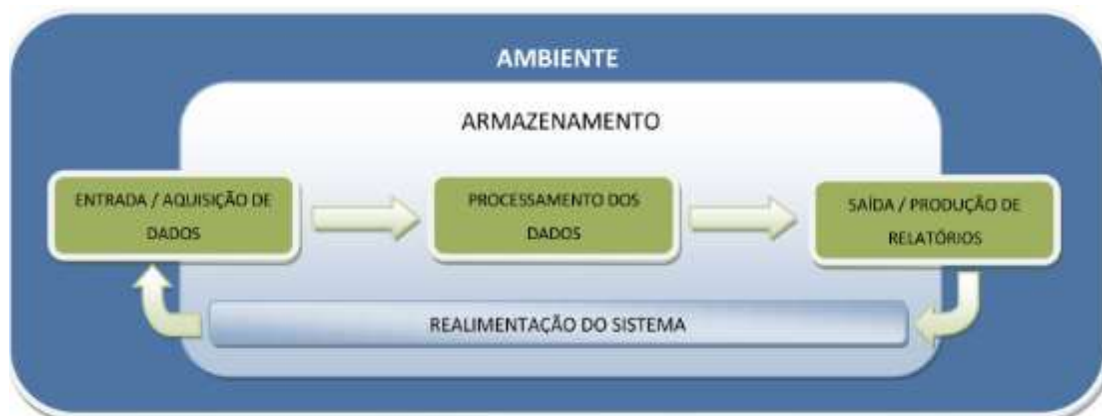 AMBIENTE
ARMAZENAMENTO
ENTRADA / AQUISIÇÃO DE
DADOS
PROCESSAMENTO DOS
DADOS
SAÍDA / PRODUÇÃO DE
RELATÓRIOS
REALIMENTAÇÃO DO SISTEMA